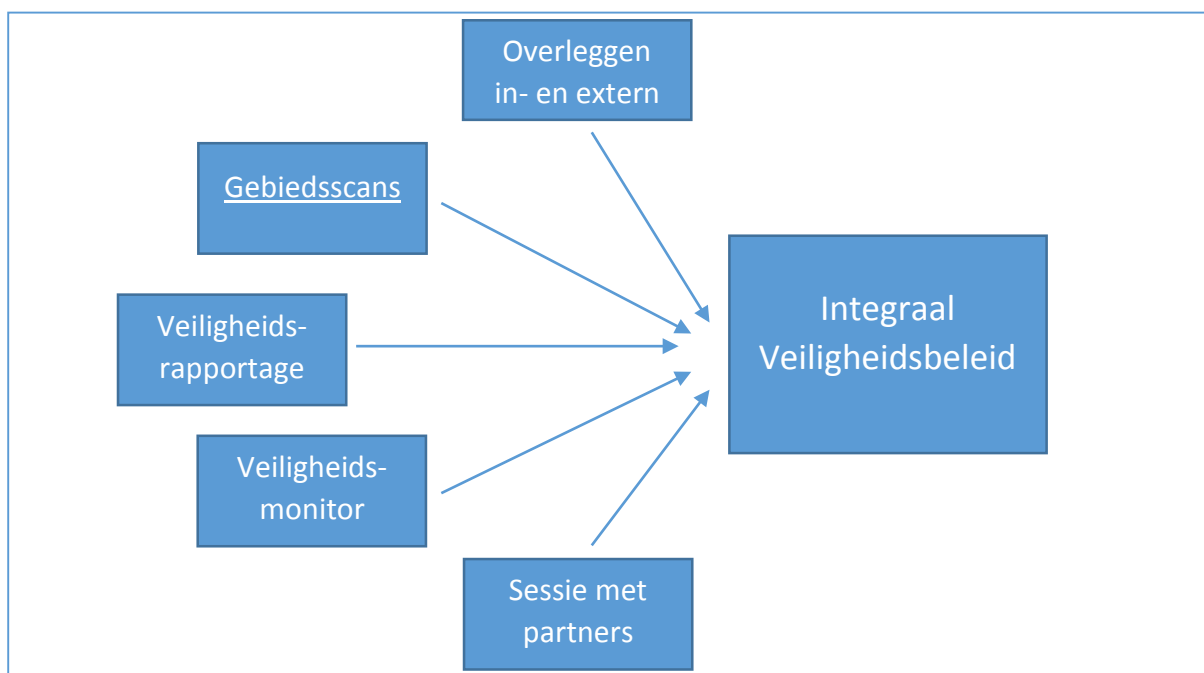 Overleggen
in- en extern
Gebiedsscans
Veiligheids-
rapportage
Integraal
Veiligheidsbeleid
Veiligheids-
monitor
Sessie met
partners